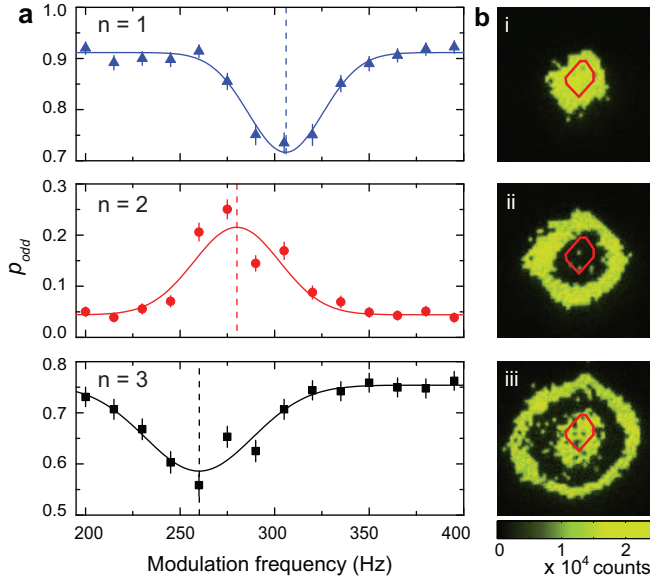 a
n = 1
1.0
0.9
0.8
0.7
n = 2
0.3
0.2
0.1
0.0
p_odd
n = 3
0.8
0.7
0.6
0.5
200 250 300 350 400
Modulation frequency (Hz)
b
i
ii
iii
0 1 2
x 10⁴ counts